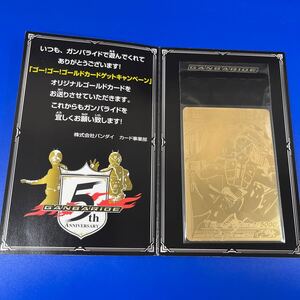 いつも、ガンバライドで遊んでくれて
ありがとうございます!
「ゴー!ゴー!ゴールドカードゲットキャンペーン」
オリジナルゴールドカードを
お送りさせていただきます。
これからもガンバライドを
宜しくお願い致します!
株式会社バンダイ カード事業部
5th
GANBARIDE
ANNIVERSARY
GANBARIDE